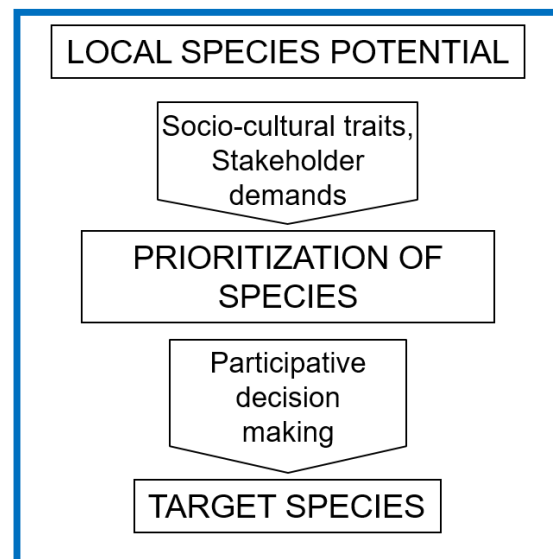 LOCAL SPECIES POTENTIAL
Socio-cultural traits,
Stakeholder
demands
PRIORITIZATION OF
SPECIES
Participative
decision
making
TARGET SPECIES